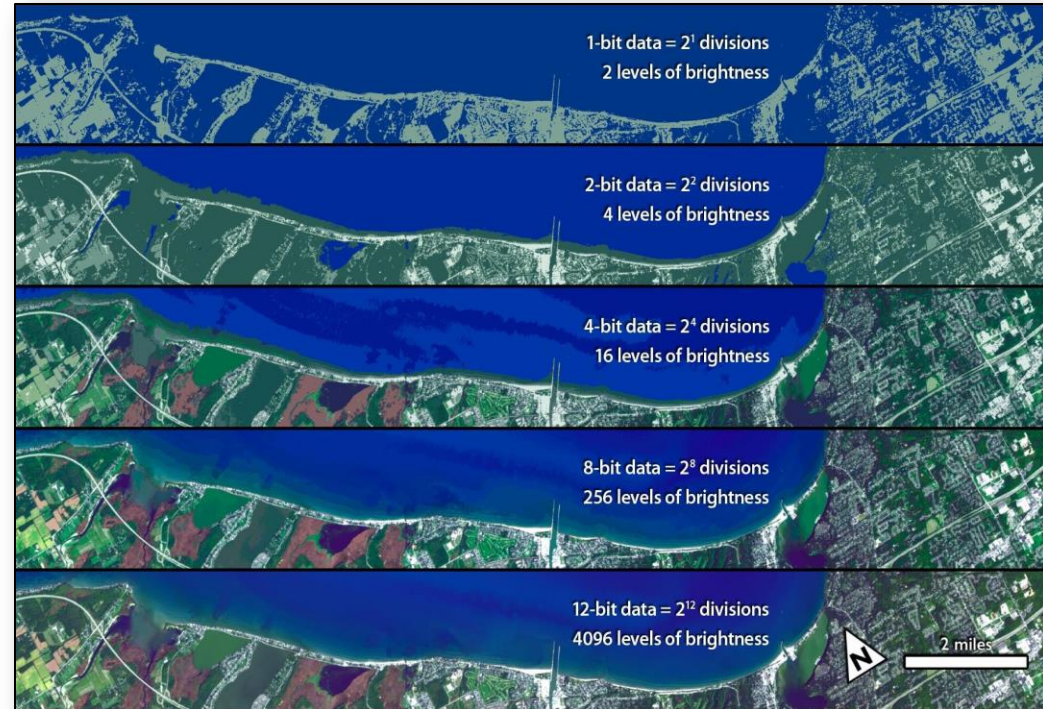 1-bit data = 2¹ divisions
2 levels of brightness
2-bit data = 2² divisions
4 levels of brightness
4-bit data = 2⁴ divisions
16 levels of brightness
8-bit data = 2⁸ divisions
256 levels of brightness
12-bit data = 2¹² divisions
4096 levels of brightness
N
2 miles